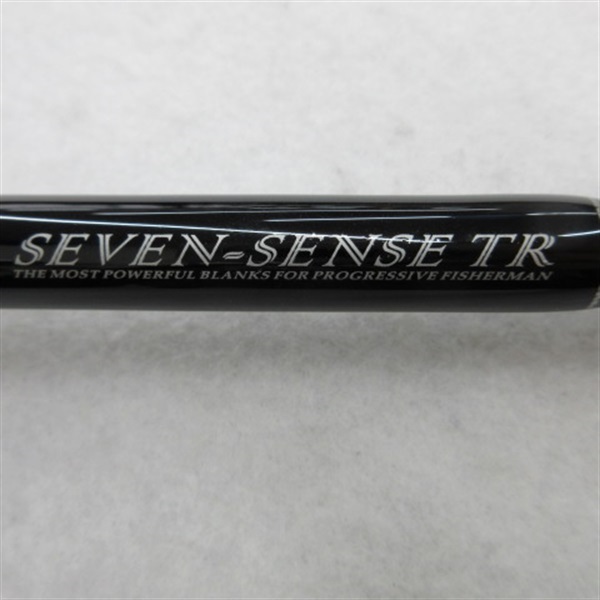 SEVEN-SENSE TR
THE MOST POWERFUL BLANKS FOR PROGRESSIVE FISHERMAN